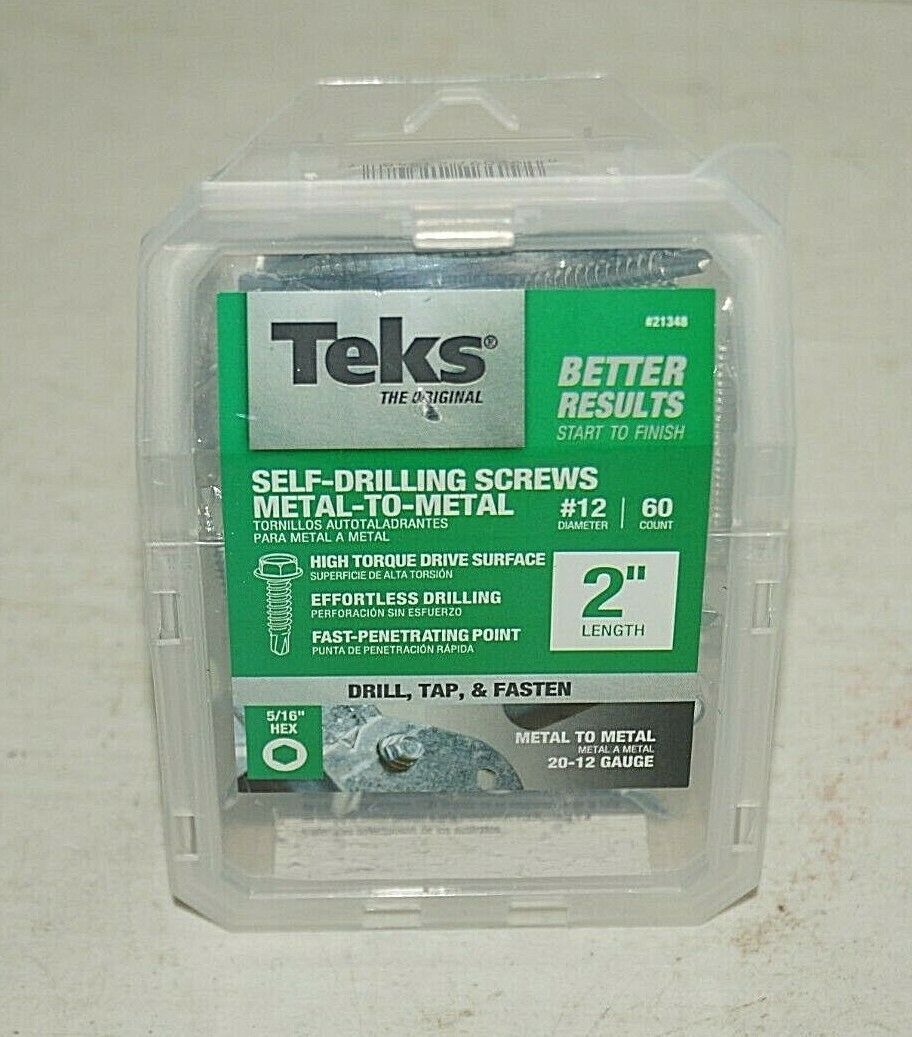 #21348
Teks®
THE ORIGINAL
BETTER
RESULTS
START TO FINISH
SELF-DRILLING SCREWS
METAL-TO-METAL
TORNILLOS AUTOTALADRANTES
PARA METAL A METAL
#12
DIAMETER
60
COUNT
HIGH TORQUE DRIVE SURFACE
SUPERFICIE DE ALTA TORSIÓN
EFFORTLESS DRILLING
PERFORACIÓN SIN ESFUERZO
FAST-PENETRATING POINT
PUNTA DE PENETRACIÓN RÁPIDA
2"
LENGTH
DRILL, TAP, & FASTEN
5/16"
HEX
METAL TO METAL
METAL A METAL
20-12 GAUGE